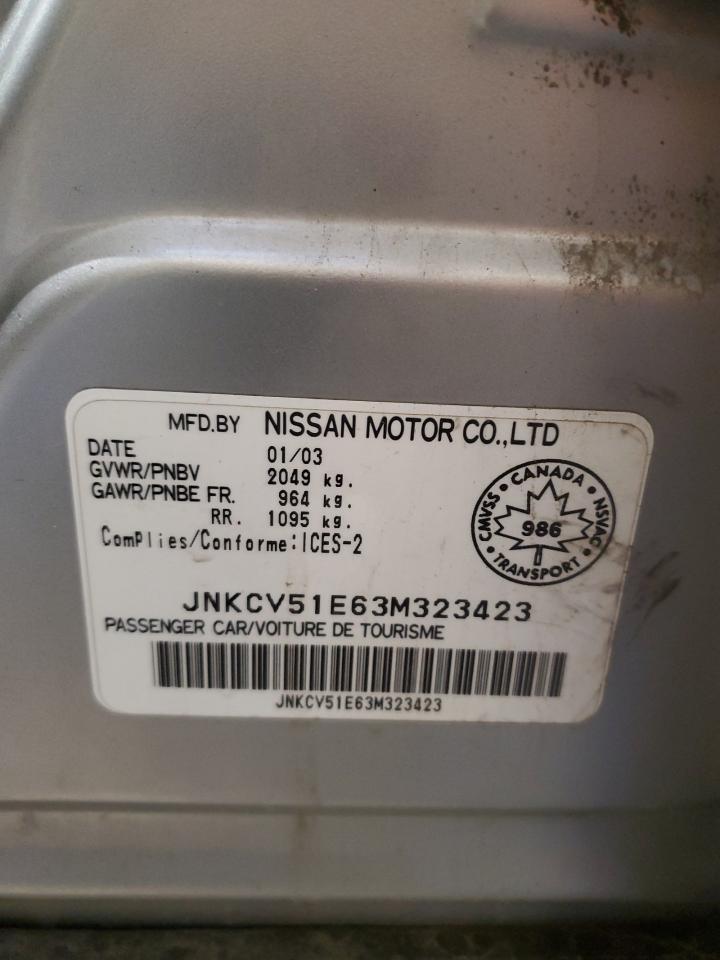 MFD.BY NISSAN MOTOR CO.,LTD
DATE 01/03
GVWR/PNBV 2049 kg.
GAWR/PNBE FR. 964 kg.
RR. 1095 kg.
ComPlies/Conforme:ICES-2
CMVSS • CANADA • NSVAC • TRANSPORT •
986
JNKCV51E63M323423
PASSENGER CAR/VOITURE DE TOURISME
JNKCV51E63M323423